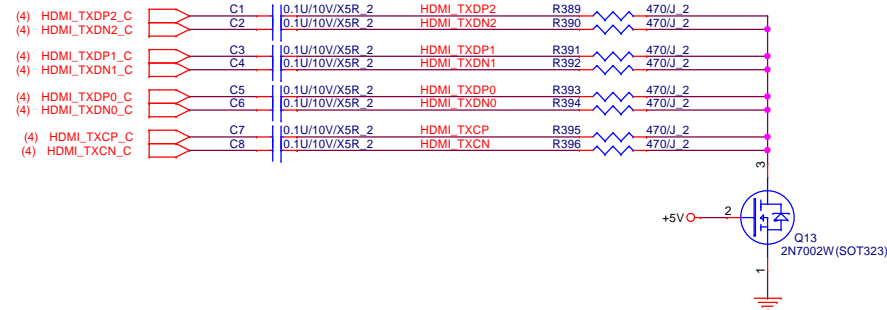 (4) HDMI_TXDP2_C C1 0.1U/10V/X5R_2 HDMI_TXDP2 R389 470/J_2
(4) HDMI_TXDN2_C C2 0.1U/10V/X5R_2 HDMI_TXDN2 R390 470/J_2
(4) HDMI_TXDP1_C C3 0.1U/10V/X5R_2 HDMI_TXDP1 R391 470/J_2
(4) HDMI_TXDN1_C C4 0.1U/10V/X5R_2 HDMI_TXDN1 R392 470/J_2
(4) HDMI_TXDP0_C C5 0.1U/10V/X5R_2 HDMI_TXDP0 R393 470/J_2
(4) HDMI_TXDN0_C C6 0.1U/10V/X5R_2 HDMI_TXDN0 R394 470/J_2
(4) HDMI_TXCP_C C7 0.1U/10V/X5R_2 HDMI_TXCP R395 470/J_2
(4) HDMI_TXCN_C C8 0.1U/10V/X5R_2 HDMI_TXCN R396 470/J_2
3
+5V 2
Q13
2N7002W(SOT323)
1